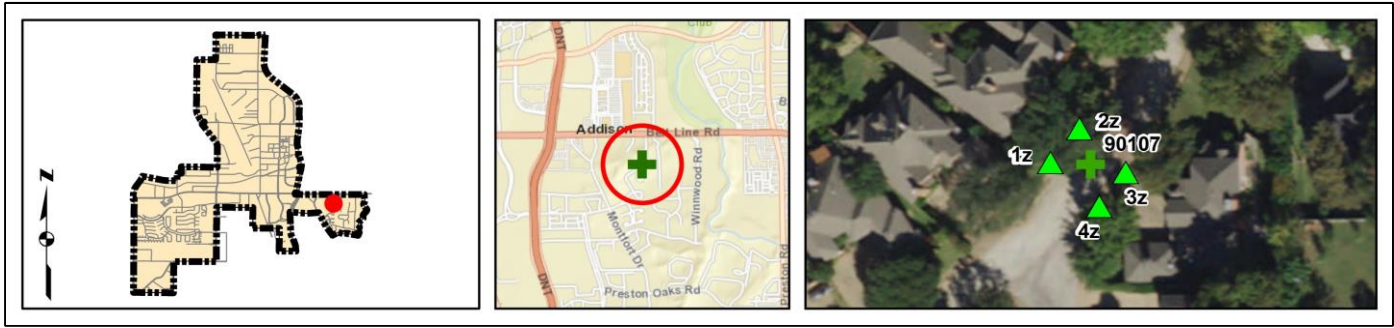 Z
DNT
Club
Addison
Belt Line Rd
Winnwood Rd
Montfort Dr
DNT
Preston Oaks Rd
Preston Rd
2z
90107
1z
3z
4z